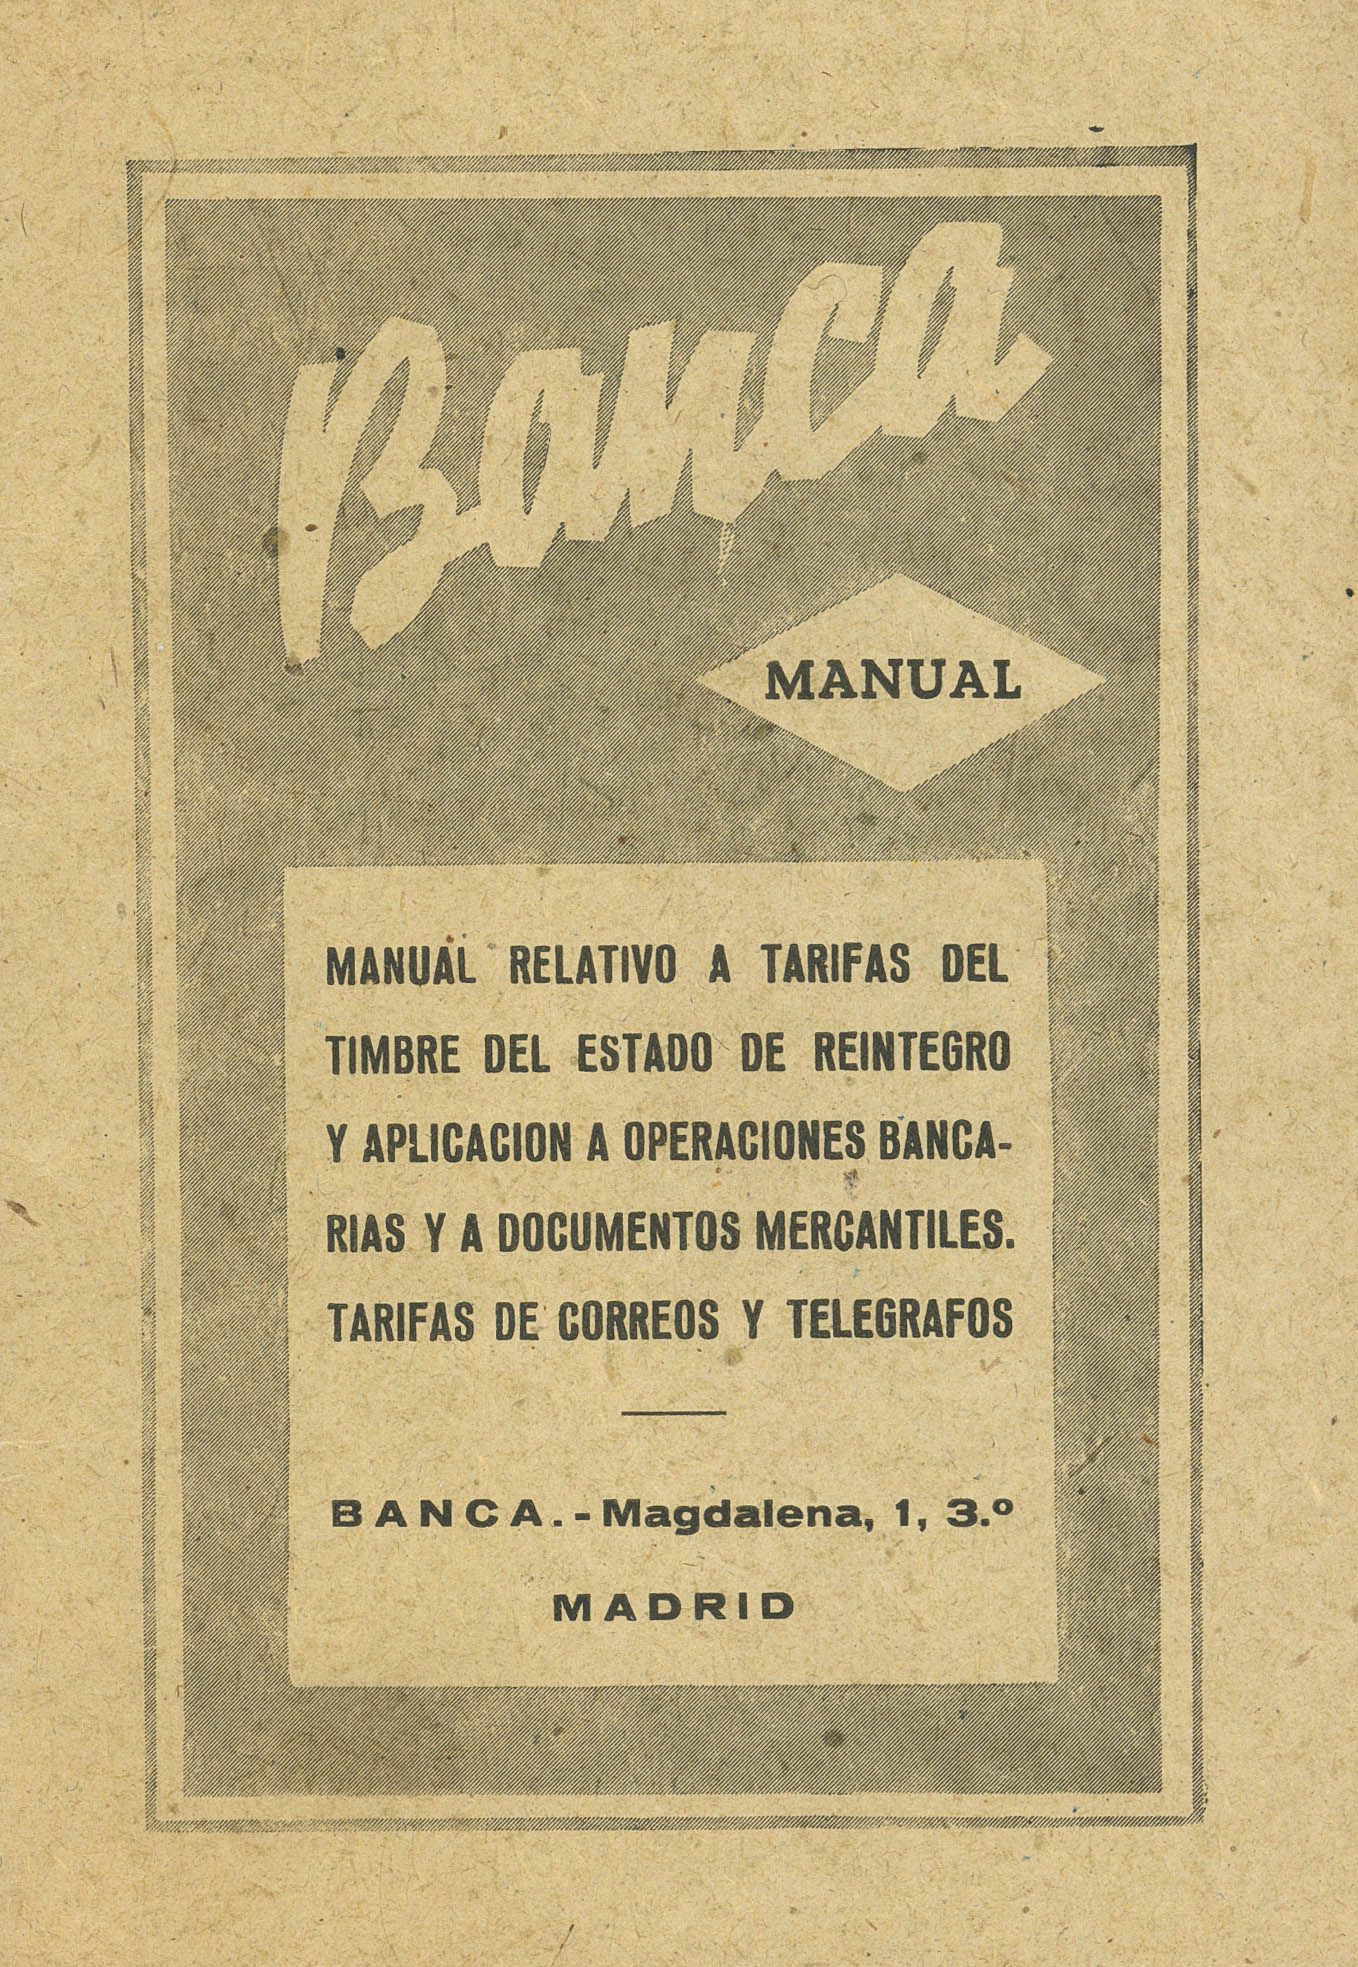 Banca
MANUAL
MANUAL RELATIVO A TARIFAS DEL
TIMBRE DEL ESTADO DE REINTEGRO
Y APLICACION A OPERACIONES BANCA-
RIAS Y A DOCUMENTOS MERCANTILES.
TARIFAS DE CORREOS Y TELEGRAFOS
BANCA.-Magdalena, 1, 3.º
MADRID